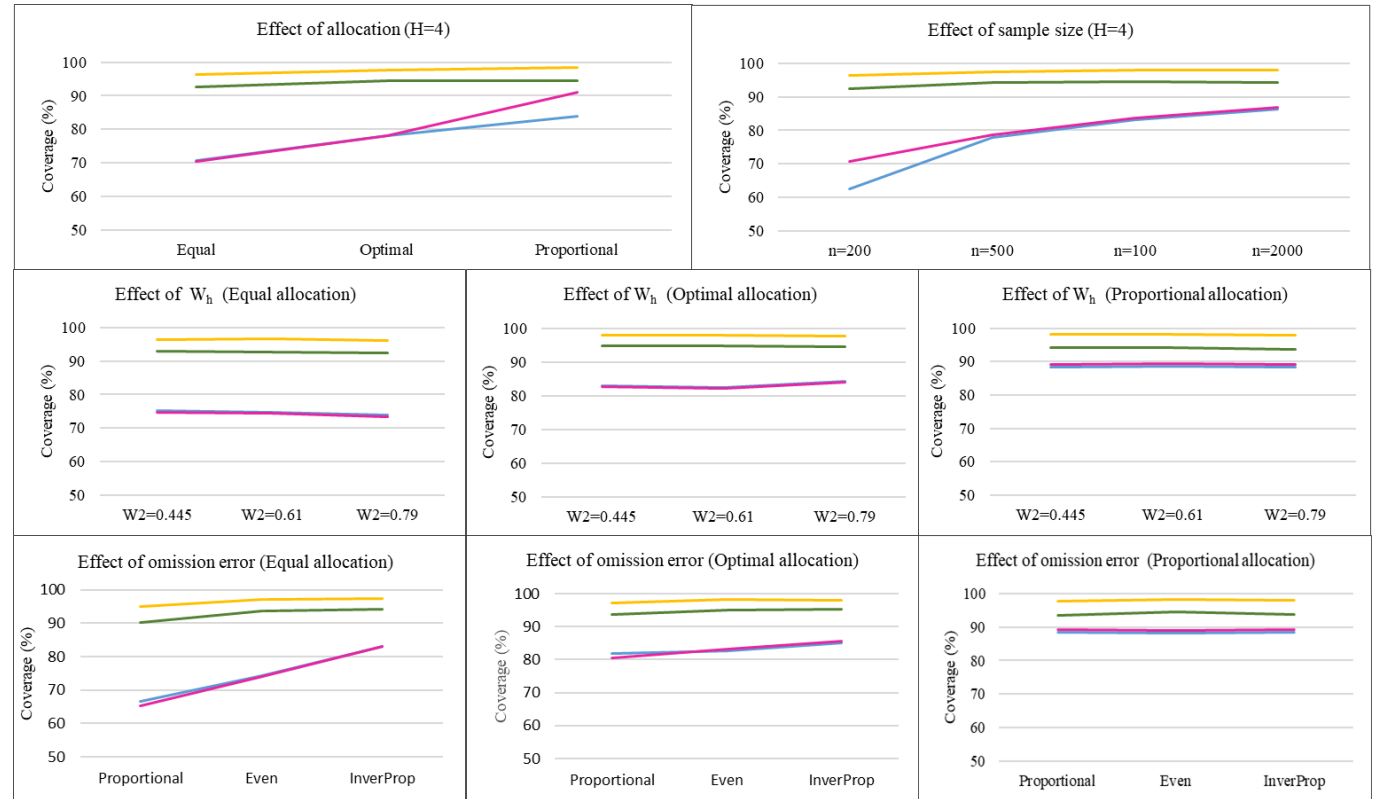 Effect of allocation (H=4)
Coverage (%)
100
90
80
70
60
50
Equal Optimal Proportional
Effect of sample size (H=4)
Coverage (%)
100
90
80
70
60
50
n=200 n=500 n=100 n=2000
Effect of Wh (Equal allocation)
Coverage (%)
100
90
80
70
60
50
W2=0.445 W2=0.61 W2=0.79
Effect of Wh (Optimal allocation)
Coverage (%)
100
90
80
70
60
50
W2=0.445 W2=0.61 W2=0.79
Effect of Wh (Proportional allocation)
Coverage (%)
100
90
80
70
60
50
W2=0.445 W2=0.61 W2=0.79
Effect of omission error (Equal allocation)
Coverage (%)
100
90
80
70
60
50
Proportional Even InverProp
Effect of omission error (Optimal allocation)
Coverage (%)
100
90
80
70
60
50
Proportional Even InverProp
Effect of omission error (Proportional allocation)
Coverage (%)
100
90
80
70
60
50
Proportional Even InverProp